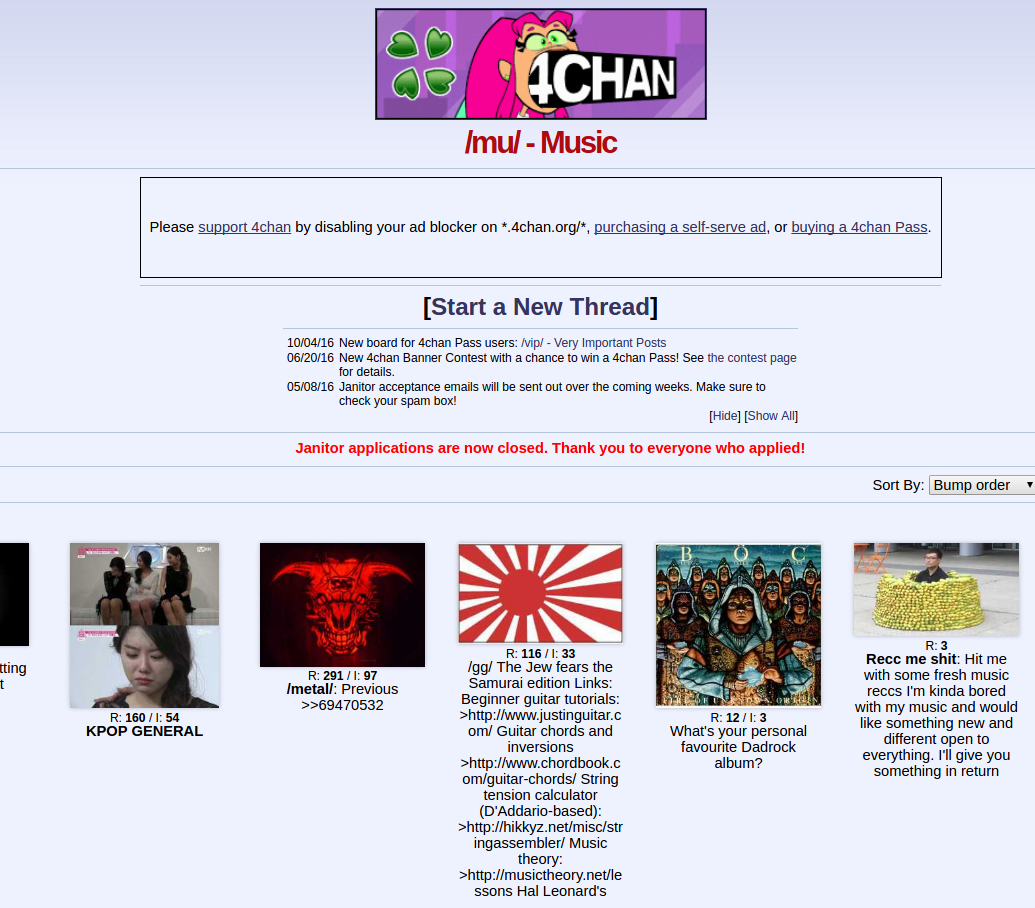 4CHAN
/mu/ - Music
Please support 4chan by disabling your ad blocker on *.4chan.org/*, purchasing a self-serve ad, or buying a 4chan Pass.
[Start a New Thread]
10/04/16 New board for 4chan Pass users: /vip/ - Very Important Posts
06/20/16 New 4chan Banner Contest with a chance to win a 4chan Pass! See the contest page
for details.
05/08/16 Janitor acceptance emails will be sent out over the coming weeks. Make sure to
check your spam box!
[Hide] [Show All]
Janitor applications are now closed. Thank you to everyone who applied!
Sort By: Bump order
tting
t
R: 160 / I: 54
KPOP GENERAL
R: 291 / I: 97
/metal/: Previous
>>69470532
R: 116 / I: 33
/gg/ The Jew fears the
Samurai edition Links:
Beginner guitar tutorials:
>http://www.justinguitar.c
om/ Guitar chords and
inversions
>http://www.chordbook.c
om/guitar-chords/ String
tension calculator
(D'Addario-based):
>http://hikkyz.net/misc/str
ingassembler/ Music
theory:
>http://musictheory.net/le
ssons Hal Leonard's
B O C
R: 12 / I: 3
What's your personal
favourite Dadrock
album?
R: 3
Recc me shit: Hit me
with some fresh music
reccs I'm kinda bored
with my music and would
like something new and
different open to
everything. I'll give you
something in return